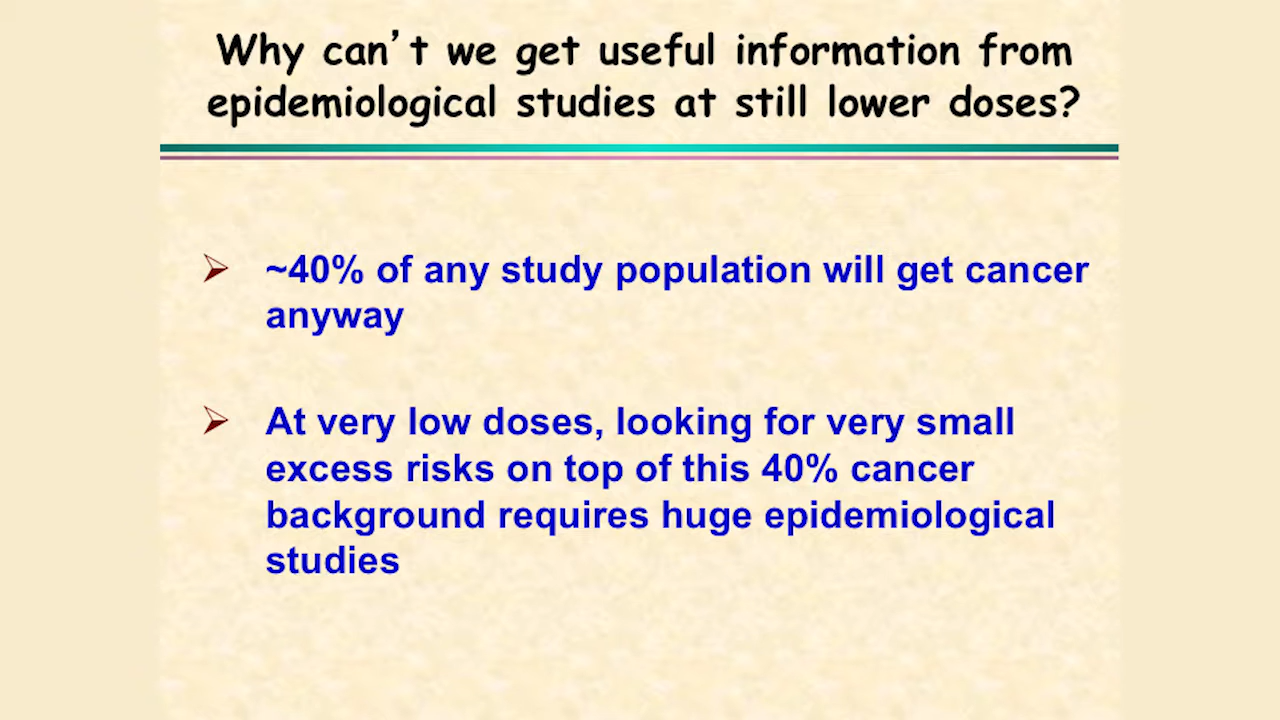 Why can’t we get useful information from
epidemiological studies at still lower doses?
~40% of any study population will get cancer
anyway
At very low doses, looking for very small
excess risks on top of this 40% cancer
background requires huge epidemiological
studies